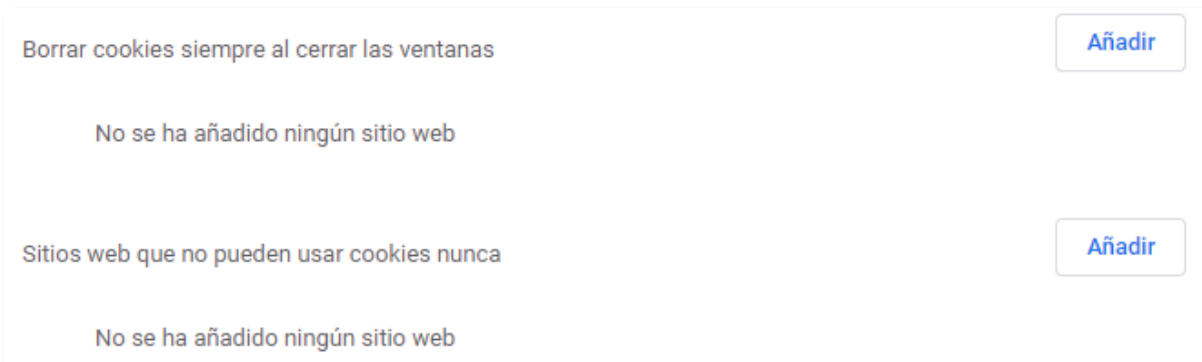 Borrar cookies siempre al cerrar las ventanas
Añadir
No se ha añadido ningún sitio web
Sitios web que no pueden usar cookies nunca
Añadir
No se ha añadido ningún sitio web